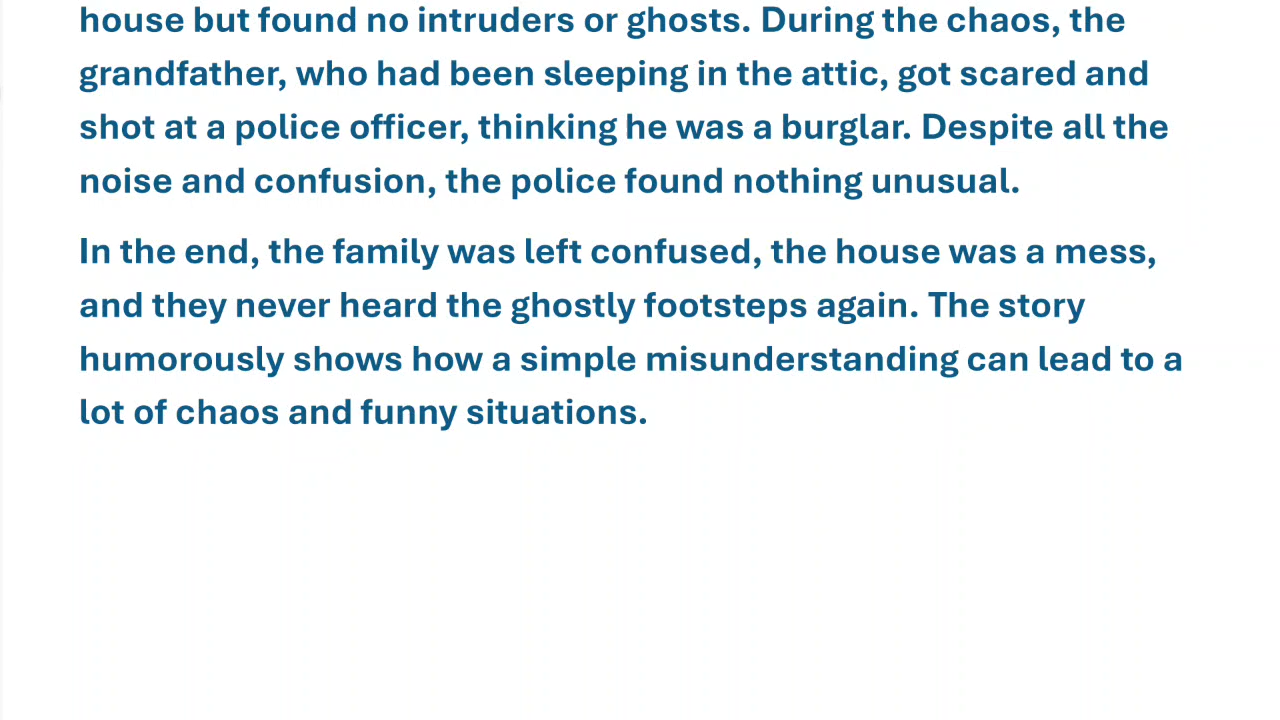 house but found no intruders or ghosts. During the chaos, the
grandfather, who had been sleeping in the attic, got scared and
shot at a police officer, thinking he was a burglar. Despite all the
noise and confusion, the police found nothing unusual.
In the end, the family was left confused, the house was a mess,
and they never heard the ghostly footsteps again. The story
humorously shows how a simple misunderstanding can lead to a
lot of chaos and funny situations.